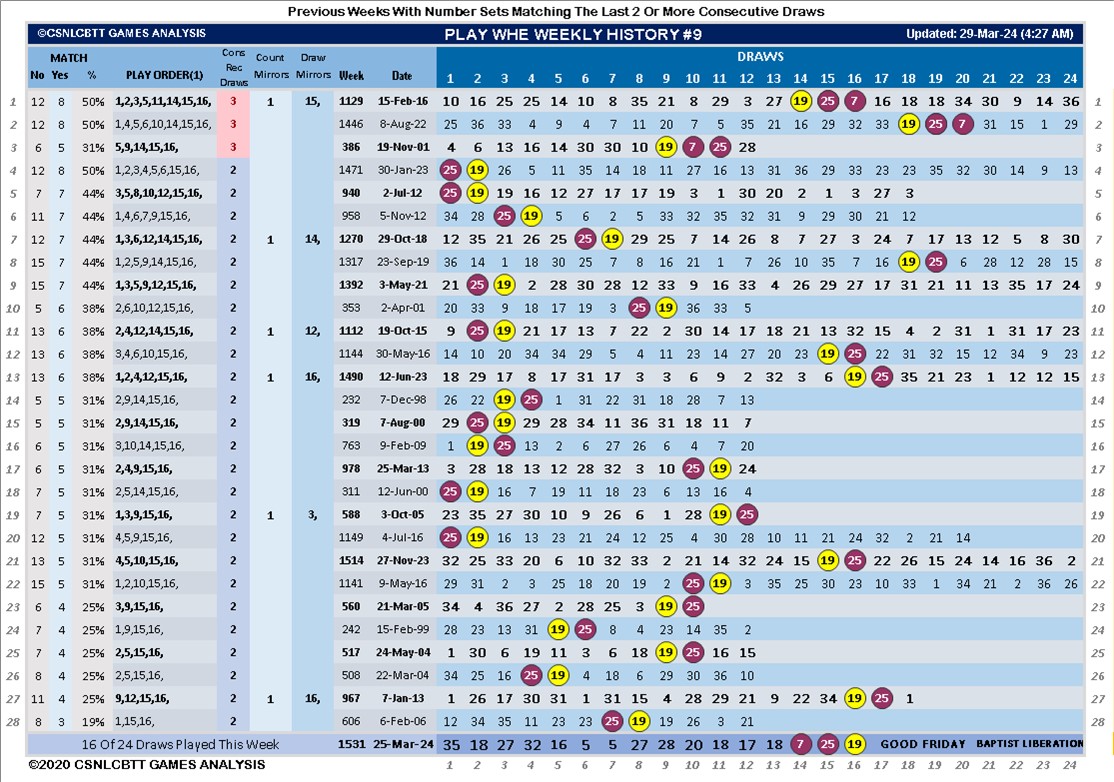 Previous Weeks With Number Sets Matching The Last 2 Or More Consecutive Draws
©CSNLCBTT GAMES ANALYSIS PLAY WHE WEEKLY HISTORY #9 Updated: 29-Mar-24 (4:27 AM)
MATCH Cons Rec Draws Count Mirrors Draw Mirrors DRAWS
No Yes % PLAY ORDER(1) Week Date 1 2 3 4 5 6 7 8 9 10 11 12 13 14 15 16 17 18 19 20 21 22 23 24
1 12 8 50% 1,2,3,5,11,14,15,16, 3 1 15, 1129 15-Feb-16 10 16 25 25 14 10 8 35 21 8 29 3 27 19 25 7 16 18 18 34 30 9 14 36 1
2 12 8 50% 1,4,5,6,10,14,15,16, 3 1446 8-Aug-22 25 36 33 4 9 4 7 11 20 7 5 35 21 16 29 32 33 19 25 7 31 15 1 29 2
3 6 5 31% 5,9,14,15,16, 3 386 19-Nov-01 4 6 13 16 14 30 30 10 19 7 25 28 3
4 12 8 50% 1,2,3,4,5,6,15,16, 2 1471 30-Jan-23 25 19 26 5 11 35 14 18 11 27 16 13 31 36 29 33 23 23 35 32 30 14 9 13 4
5 7 7 44% 3,5,8,10,12,15,16, 2 940 2-Jul-12 25 19 19 16 12 27 17 17 19 3 1 30 20 2 1 3 27 3 5
6 11 7 44% 1,4,6,7,9,15,16, 2 958 5-Nov-12 34 28 25 19 5 6 2 5 33 32 35 32 31 9 29 30 21 12 6
7 12 7 44% 1,3,6,12,14,15,16, 2 1 14, 1270 29-Oct-18 12 35 21 26 25 25 19 29 25 7 14 12 26 8 7 27 3 24 7 17 13 12 5 8 30 7
8 15 7 44% 1,2,5,9,14,15,16, 2 1317 23-Sep-19 36 14 1 18 30 25 7 8 16 21 1 7 26 10 35 7 16 19 25 6 28 12 28 15 8
9 15 7 44% 1,3,5,9,12,15,16, 2 1392 3-May-21 21 25 19 2 28 30 28 12 33 9 16 33 4 26 29 27 17 31 21 11 13 35 17 24 9
10 5 6 38% 2,6,10,12,15,16, 2 353 2-Apr-01 20 33 9 18 17 19 3 25 19 36 33 5 10
11 13 6 38% 2,4,12,14,15,16, 2 1 12, 1112 19-Oct-15 9 25 19 21 17 13 7 22 2 30 14 17 18 21 13 32 15 4 2 31 1 31 17 23 11
12 13 6 38% 3,4,6,10,15,16, 2 1144 30-May-16 14 10 20 34 34 29 5 4 11 23 14 27 20 23 19 25 22 31 32 15 12 34 9 23 12
13 13 6 38% 1,2,4,12,15,16, 2 1 16, 1490 12-Jun-23 18 29 17 8 17 31 17 3 3 6 9 2 32 3 6 19 25 35 21 23 1 12 12 15 13
14 5 5 31% 2,9,14,15,16, 2 232 7-Dec-98 26 22 19 25 1 31 22 31 18 28 7 13 14
15 5 5 31% 2,9,14,15,16, 2 319 7-Aug-00 29 25 19 29 28 34 11 36 31 18 11 7 15
16 6 5 31% 3,10,14,15,16, 2 763 9-Feb-09 1 19 25 13 2 6 27 26 6 4 7 20 16
17 6 5 31% 2,4,9,15,16, 2 978 25-Mar-13 3 28 18 13 12 28 32 3 10 25 19 24 17
18 7 5 31% 2,5,14,15,16, 2 311 12-Jun-00 25 19 16 7 19 11 18 23 6 13 16 4 18
19 7 5 31% 1,3,9,15,16, 2 1 3, 588 3-Oct-05 23 35 27 30 10 9 26 6 1 28 19 25 19
20 12 5 31% 4,5,9,15,16, 2 1149 4-Jul-16 25 19 16 13 23 21 24 12 25 4 30 28 10 11 21 24 32 2 21 14 20
21 13 5 31% 4,5,10,15,16, 2 1514 27-Nov-23 32 25 33 20 6 10 32 33 2 21 14 32 24 15 19 25 22 26 15 21 24 14 16 36 2 21
22 15 5 31% 1,2,10,15,16, 2 1141 9-May-16 29 31 2 3 25 18 20 19 2 25 19 3 35 25 30 23 10 33 1 34 21 2 36 26 22
23 6 4 25% 3,9,15,16, 2 560 21-Mar-05 34 4 36 27 2 28 25 3 19 25 23
24 7 4 25% 1,9,15,16, 2 242 15-Feb-99 28 23 13 31 19 25 8 4 23 14 35 2 24
25 7 4 25% 2,5,15,16, 2 517 24-May-04 1 30 6 19 11 3 6 18 19 25 16 15 25
26 8 4 25% 2,5,15,16, 2 508 22-Mar-04 34 25 16 25 19 18 6 29 30 36 10 26
27 11 4 25% 9,12,15,16, 2 1 16, 967 7-Jan-13 1 26 17 30 31 1 31 15 4 28 29 21 9 22 34 19 25 1 27
28 8 3 19% 1,15,16, 2 606 6-Feb-06 12 34 35 11 23 23 25 19 28 12 3 21 28
16 Of 24 Draws Played This Week 1531 25-Mar-24 35 18 27 32 16 5 5 27 28 20 18 17 18 7 25 19 GOOD FRIDAY BAPTIST LIBERATION
©2020 CSNLCBTT GAMES ANALYSIS 1 2 3 4 5 6 7 8 9 10 11 12 13 14 15 16 17 18 19 20 21 22 23 24